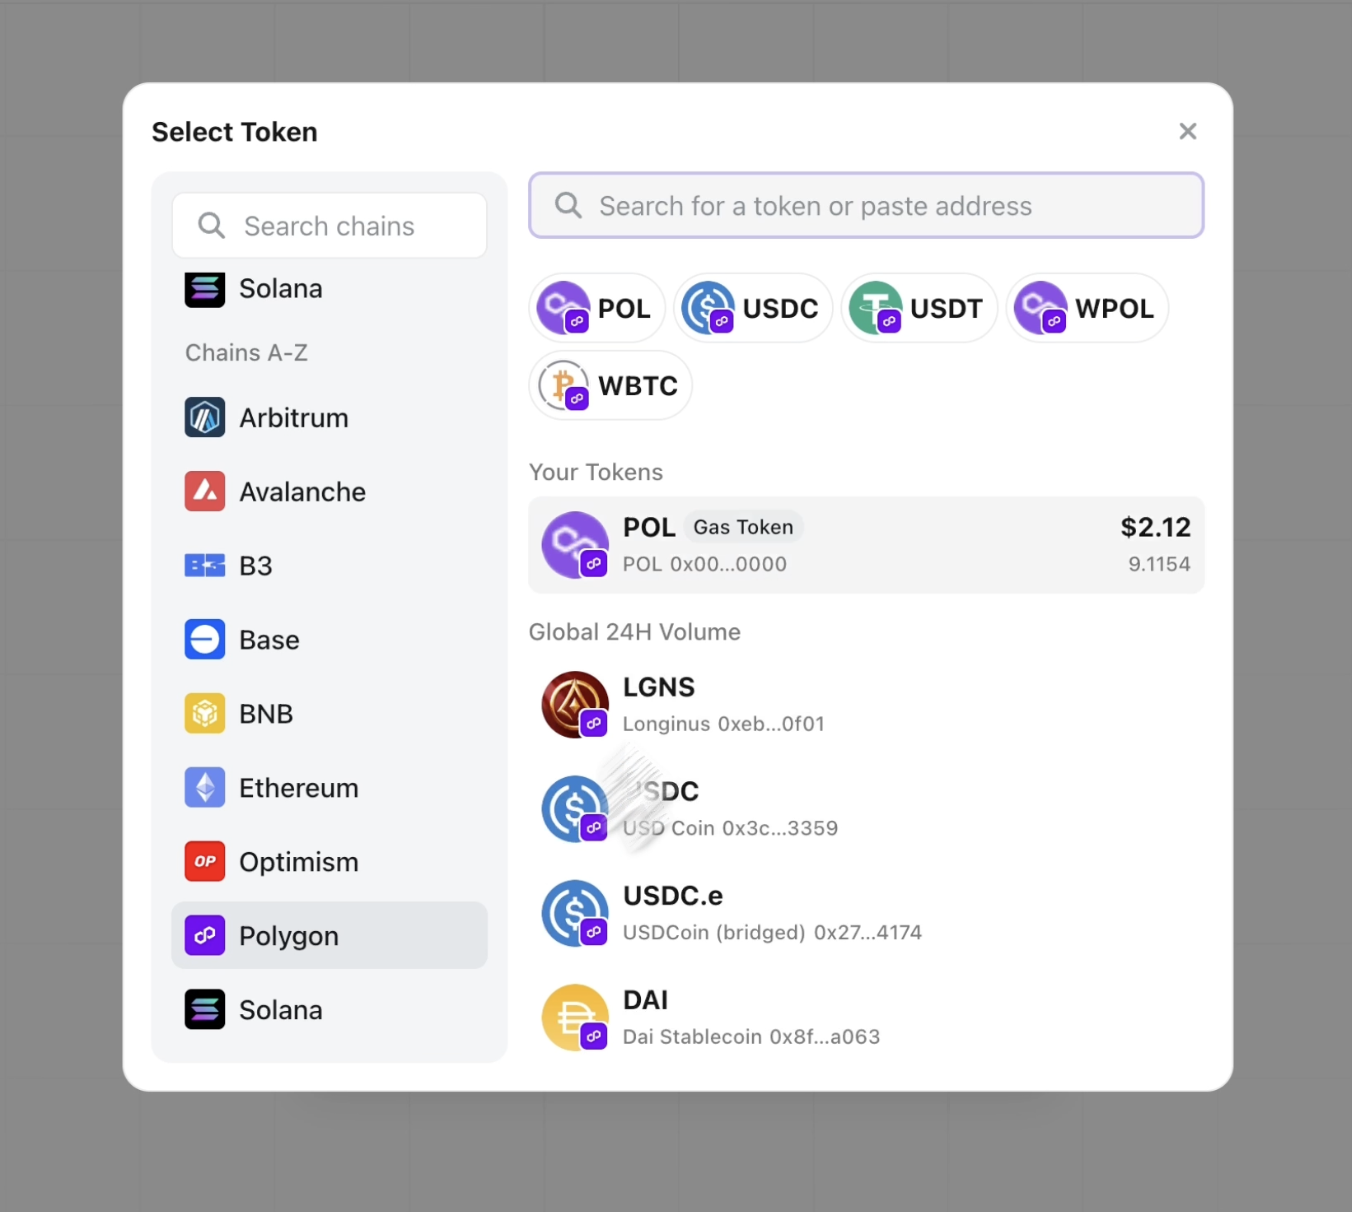 Select Token
Search chains
Solana
Chains A-Z
Arbitrum
Avalanche
B3
Base
BNB
Ethereum
OP
Optimism
Polygon
Solana
Search for a token or paste address
POL
USDC
USDT
WPOL
WBTC
Your Tokens
POL Gas Token
$2.12
POL 0x00...0000
9.1154
Global 24H Volume
LGNS
Longinus 0xeb...0f01
USD Coin 0x3c...3359
USDC.e
USDCoin (bridged) 0x27...4174
DAI
Dai Stablecoin 0x8f...a063